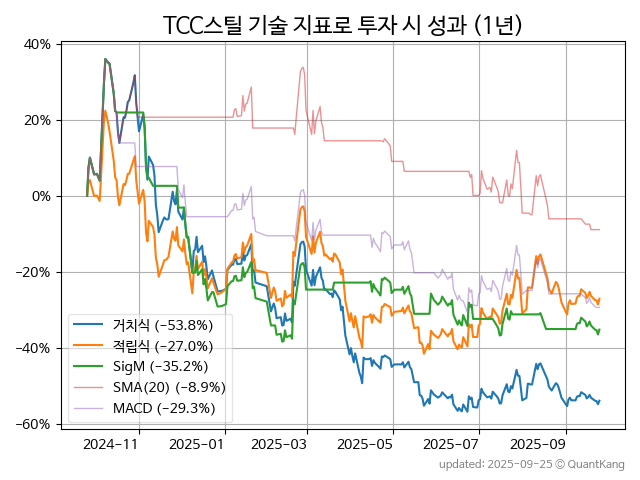 TCC스틸 기술 지표로 투자 시 성과 (1년)
40%
20%
0%
−20%
−40%
−60%
거치식 (−53.8%)
적립식 (−27.0%)
SigM (−35.2%)
SMA(20) (−8.9%)
MACD (−29.3%)
2024-11 2025-01 2025-03 2025-05 2025-07 2025-09
updated: 2025-09-25 © QuantKang